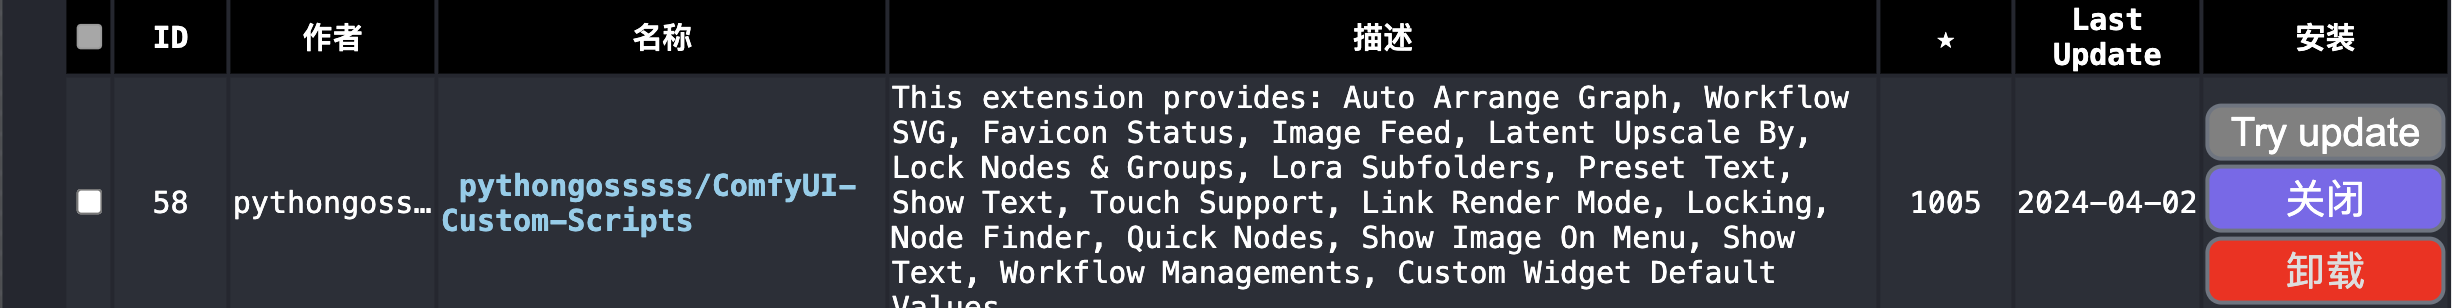 ID 作者 名称 描述 ★ Last Update 安装
58 pythongoss… pythongosssss/ComfyUI-
Custom-Scripts
This extension provides: Auto Arrange Graph, Workflow
SVG, Favicon Status, Image Feed, Latent Upscale By,
Lock Nodes & Groups, Lora Subfolders, Preset Text,
Show Text, Touch Support, Link Render Mode, Locking,
Node Finder, Quick Nodes, Show Image On Menu, Show
Text, Workflow Managements, Custom Widget Default
Values
1005
2024-04-02
Try update
关闭
卸载